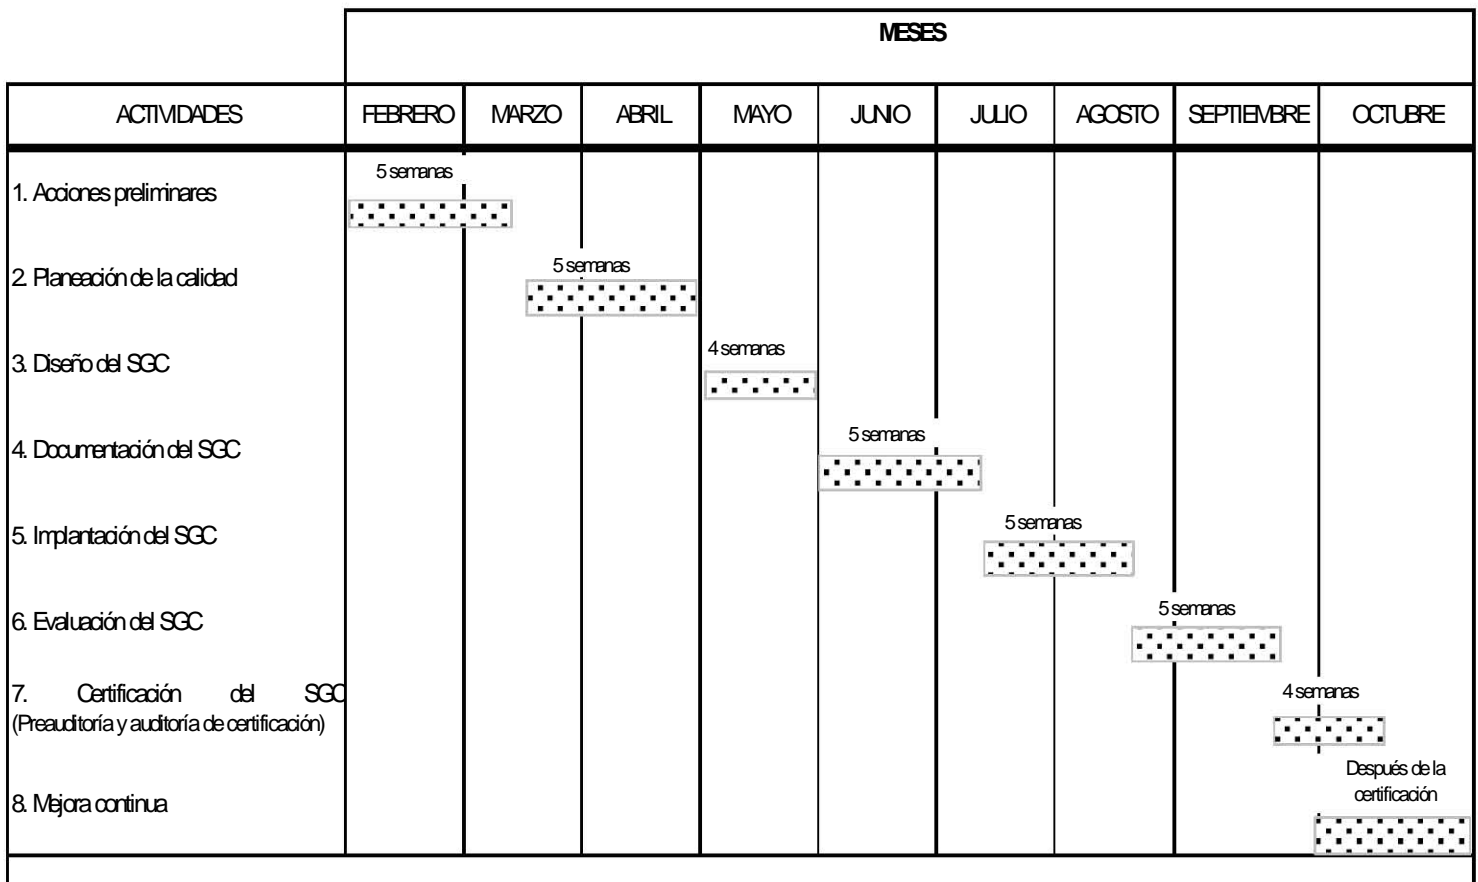 MESES
ACTIVIDADES FEBRERO MARZO ABRIL MAYO JUNIO JULIO AGOSTO SEPTIEMBRE OCTUBRE
5 semanas
1. Acciones preliminares
5 semanas
2. Planeación de la calidad
4 semanas
3. Diseño del SGC
5 semanas
4. Documentación del SGC
5 semanas
5. Implantación del SGC
5 semanas
6. Evaluación del SGC
7. Certificación del SGC 4 semanas
(Preauditoría y auditoría de certificación)
Después de la
certificación
8. Mejora continua